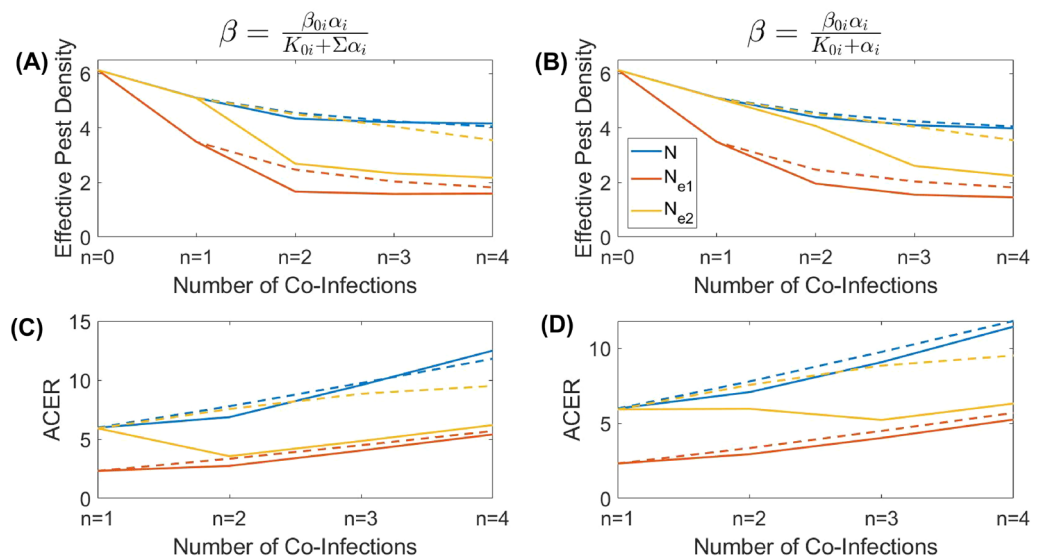 β = β₀ᵢαᵢ / K₀ᵢ+Σαᵢ
β = β₀ᵢαᵢ / K₀ᵢ+αᵢ
(A)
Effective Pest Density
6
4
2
0
n=0 n=1 n=2 n=3 n=4
Number of Co-Infections
(B)
Effective Pest Density
6
4
2
0
N
Nₑ₁
Nₑ₂
n=0 n=1 n=2 n=3 n=4
Number of Co-Infections
(C)
ACER
15
10
5
0
n=1 n=2 n=3 n=4
Number of Co-Infections
(D)
ACER
10
5
0
n=1 n=2 n=3 n=4
Number of Co-Infections